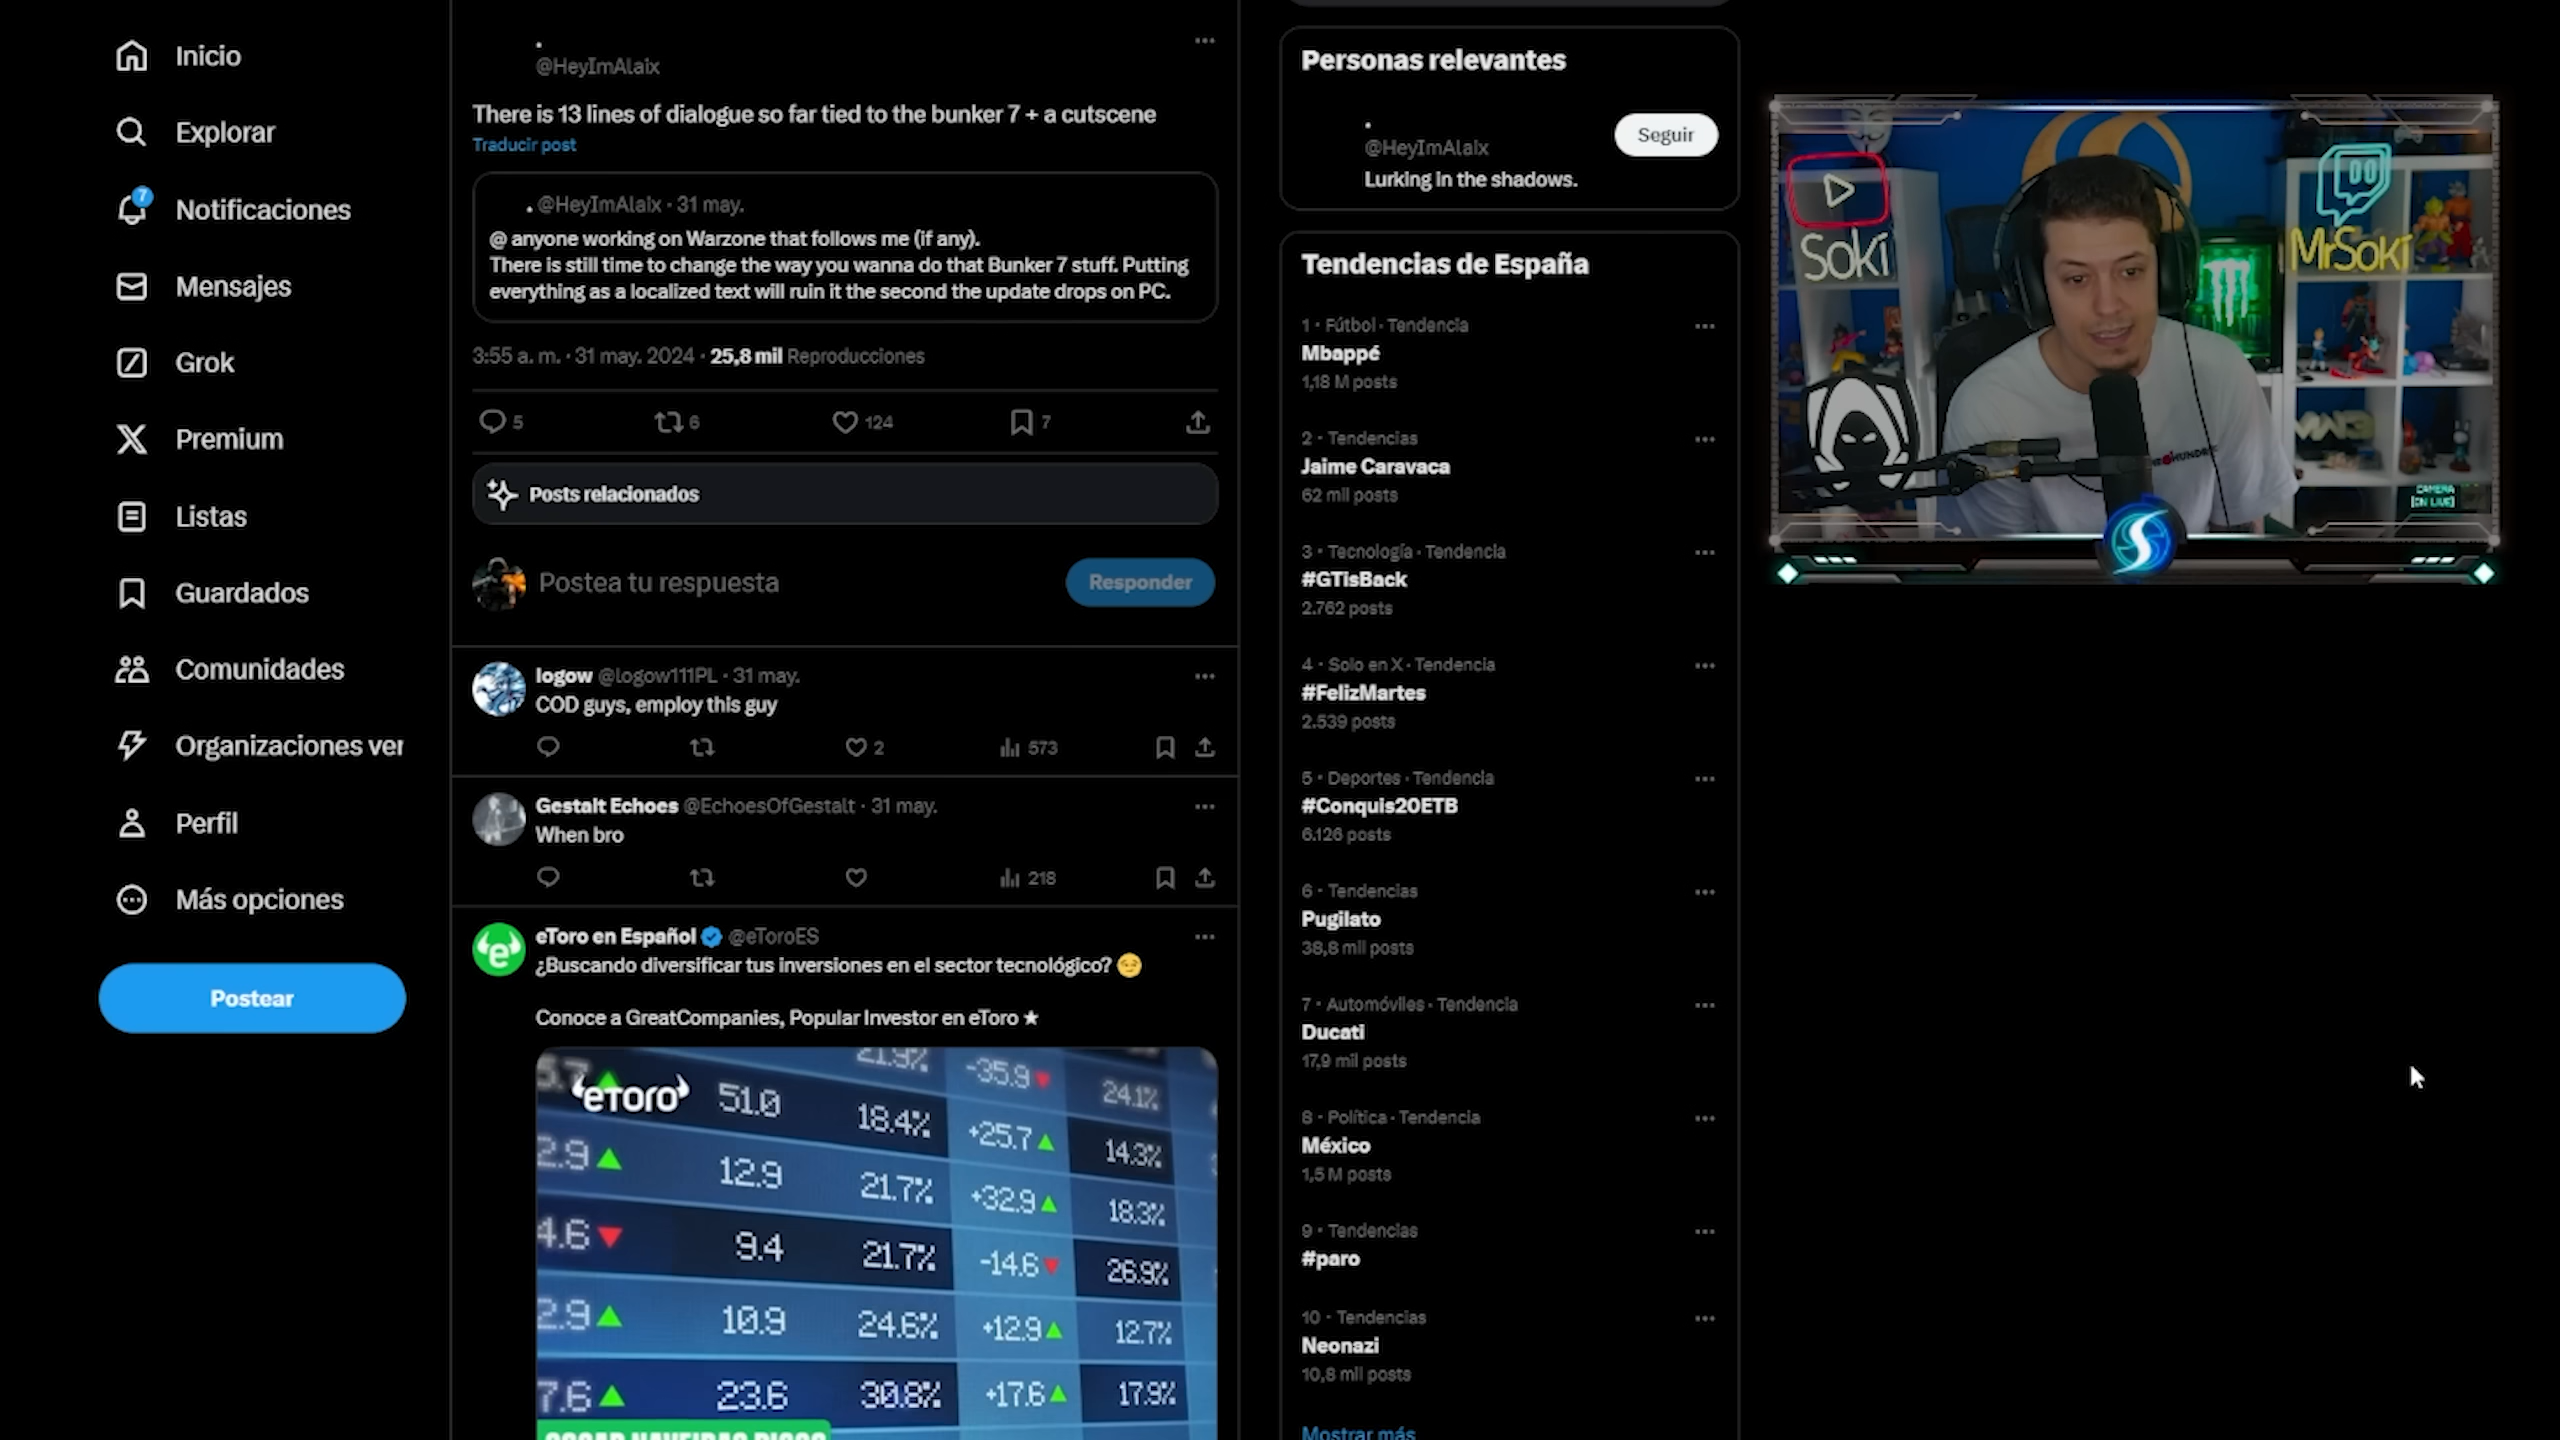 Inicio
Explorar
7
Notificaciones
Mensajes
Grok
Premium
Listas
Guardados
Comunidades
Organizaciones ver
Perfil
Más opciones
Postear
.
@HeyImAlaix
There is 13 lines of dialogue so far tied to the bunker 7 + a cutscene
Traducir post
. @HeyImAlaix · 31 may.
@ anyone working on Warzone that follows me (if any).
There is still time to change the way you wanna do that Bunker 7 stuff. Putting
everything as a localized text will ruin it the second the update drops on PC.
3:55 a. m. · 31 may. 2024 · 25,8 mil Reproducciones
5 6 124 7
Posts relacionados
Postea tu respuesta
Responder
logow @logow111PL · 31 may.
COD guys, employ this guy
2 573
Gestalt Echoes @EchoesOfGestalt · 31 may.
When bro
218
eToro en Español @eToroES
¿Buscando diversificar tus inversiones en el sector tecnológico? 😏
Conoce a GreatCompanies, Popular Investor en eToro ★
eToro
21.9% -35.9 24.1%
51.0 18.4% +25.7 14.3%
2.9 12.9 21.7% +32.9 18.3%
4.6 9.4 21.7% -14.6 26.9%
2.9 10.9 24.6% +12.9 12.7%
7.6 23.6 30.8% +17.6 17.9%
Personas relevantes
.
@HeyImAlaix
Seguir
Lurking in the shadows.
Tendencias de España
1 · Fútbol · Tendencia
Mbappé
1,18 M posts
2 · Tendencias
Jaime Caravaca
62 mil posts
3 · Tecnología · Tendencia
#GTisBack
2.762 posts
4 · Solo en X · Tendencia
#FelizMartes
2.539 posts
5 · Deportes · Tendencia
#Conquis20ETB
6.126 posts
6 · Tendencias
Pugilato
38,8 mil posts
7 · Automóviles · Tendencia
Ducati
17,9 mil posts
8 · Política · Tendencia
México
1,5 M posts
9 · Tendencias
#paro
10 · Tendencias
Neonazi
10,8 mil posts
Mostrar más
Soki
MrSoki
CAMERA
[ON LIVE]